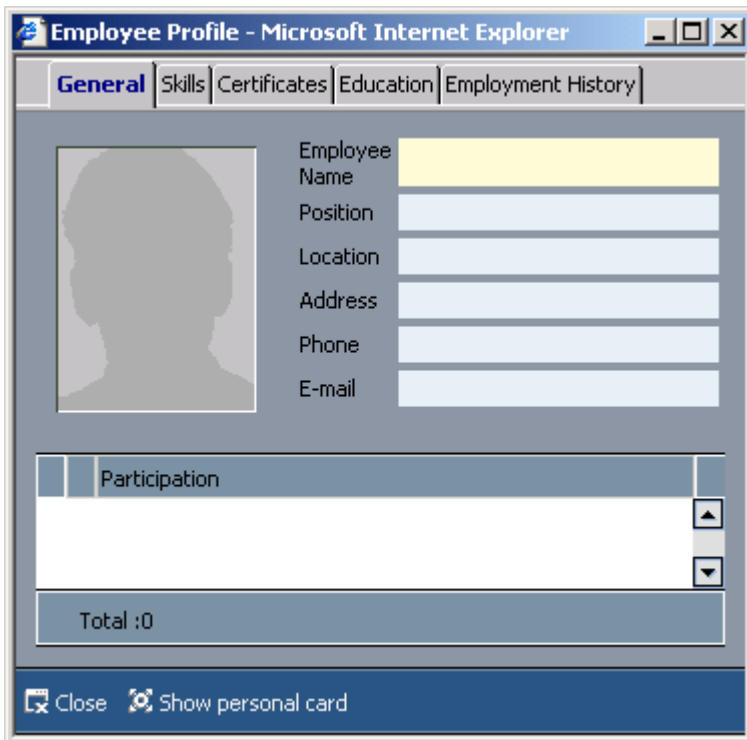 Employee Profile - Microsoft Internet Explorer
General Skills Certificates Education Employment History
Employee
Name
Position
Location
Address
Phone
E-mail
Participation
Total :0
Close Show personal card